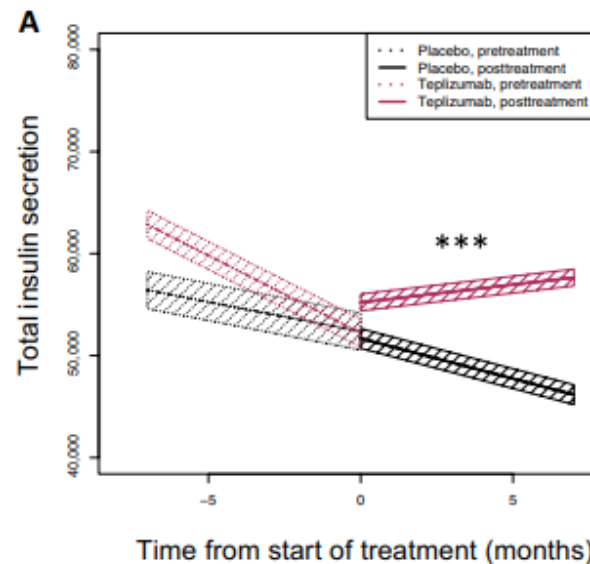 A
Placebo, pretreatment
Placebo, posttreatment
Teplizumab, pretreatment
Teplizumab, posttreatment
80,000
70,000
60,000
50,000
40,000
Total insulin secretion
***
−5
0
5
Time from start of treatment (months)